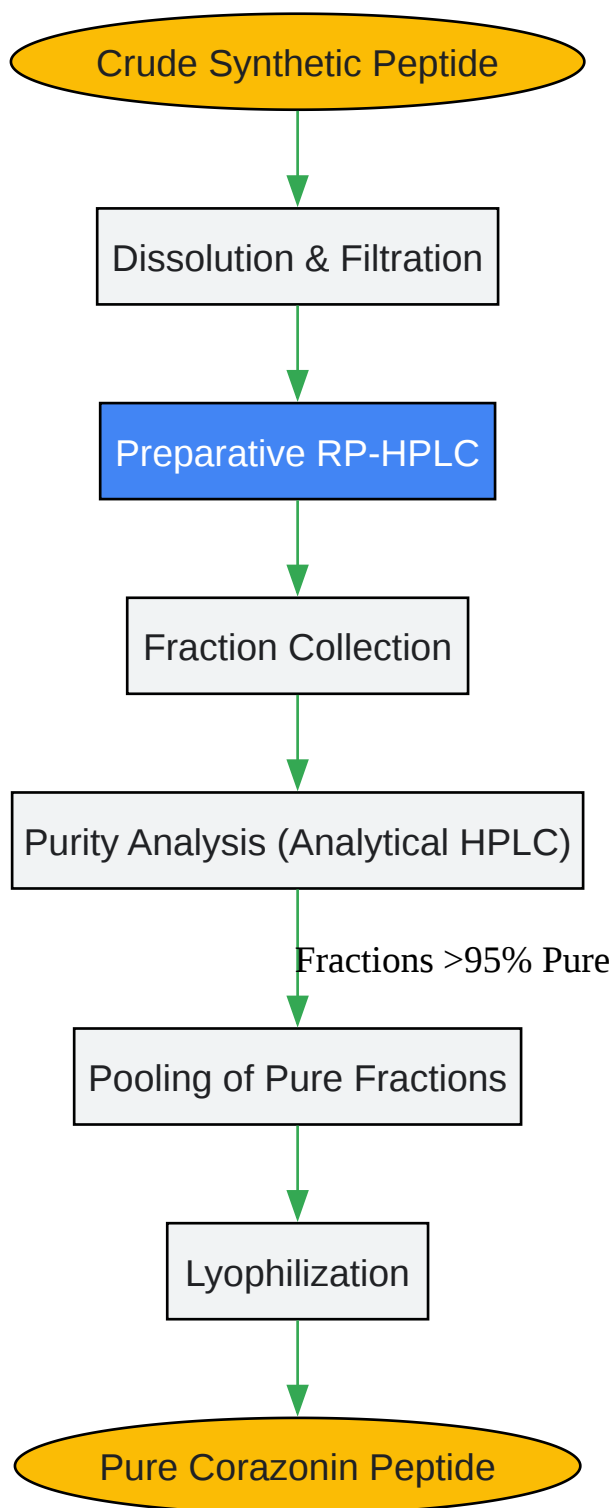 Crude Synthetic Peptide
Dissolution & Filtration
Preparative RP-HPLC
Fraction Collection
Purity Analysis (Analytical HPLC)
Fractions >95% Pure
Pooling of Pure Fractions
Lyophilization
Pure Corazonin Peptide